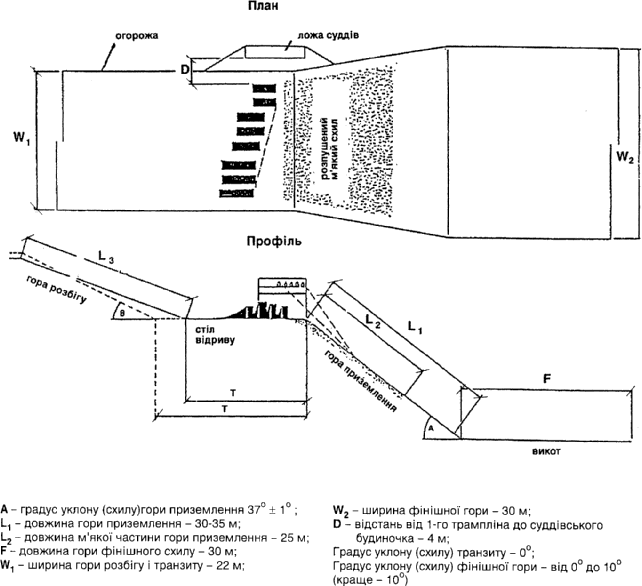 План
огорожа
ложа суддів
D
W1
розпушений
м'який схил
W2
Профіль
L3
гора розбігу
B
стіл
відриву
L2
L1
гора приземлення
T
T
F
A
викот
A – градус уклону (схилу)гори приземлення 37° ± 1° ;
L1 – довжина гори приземлення – 30-35 м;
L2 – довжина м'якої частини гори приземлення – 25 м;
F – довжина гори фінішного схилу – 30 м;
W1 – ширина гори розбігу і транзиту – 22 м;
W2 – ширина фінішної гори – 30 м;
D – відстань від 1-го трампліна до суддівського
будиночка – 4 м;
Градус уклону (схилу) транзиту – 0°;
Градус уклону (схилу) фінішної гори – від 0° до 10°
(краще – 10°)